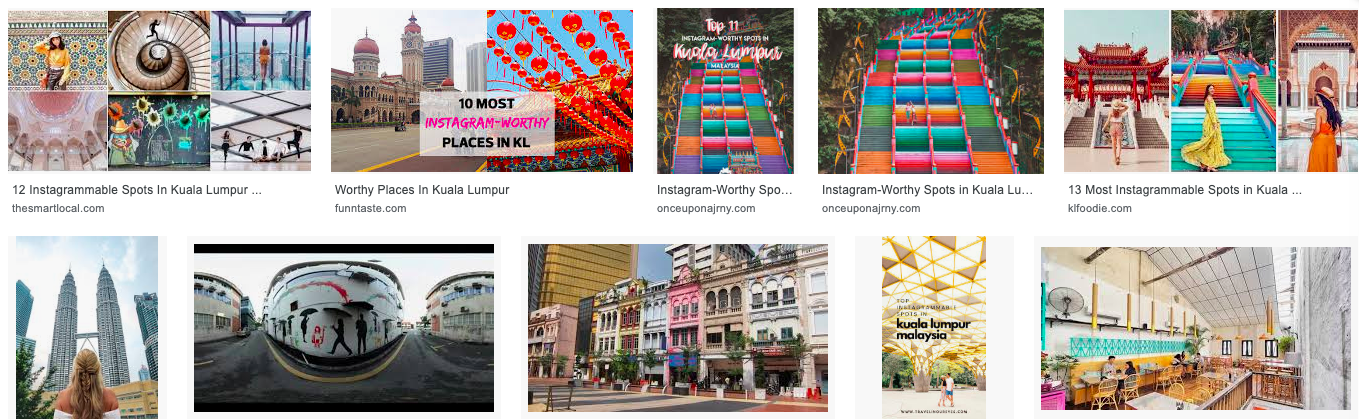 10 MOST
INSTAGRAM-WORTHY
PLACES IN KL
Top 11
INSTAGRAM-WORTHY SPOTS IN
Kuala Lumpur
MALAYSIA
12 Instagrammable Spots In Kuala Lumpur ...
thesmartlocal.com
Worthy Places In Kuala Lumpur
funntaste.com
Instagram-Worthy Spo...
onceuponajrny.com
Instagram-Worthy Spots in Kuala Lu...
onceuponajrny.com
13 Most Instagrammable Spots in Kuala ...
klfoodie.com
TOP
INSTAGRAMMABLE
SPOTS IN
kuala lumpur
malaysia
WWW.TRAVELINOUREYES.COM